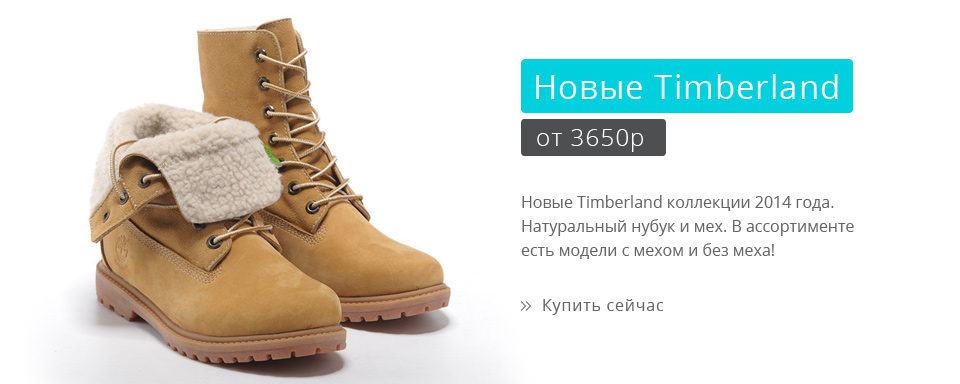 Новые Timberland
от 3650р
Новые Timberland коллекции 2014 года.
Натуральный нубук и мех. В ассортименте
есть модели с мехом и без меха!
Купить сейчас